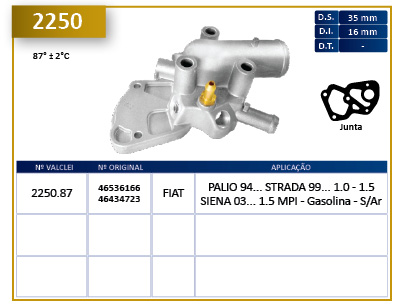 2250
D.S. 35 mm
D.I. 16 mm
D.T. -
87° ± 2°C
Junta
Nº VALCLEI Nº ORIGINAL APLICAÇÃO
2250.87 46536166 46434723 FIAT PALIO 94... STRADA 99... 1.0 - 1.5
SIENA 03... 1.5 MPI - Gasolina - S/Ar